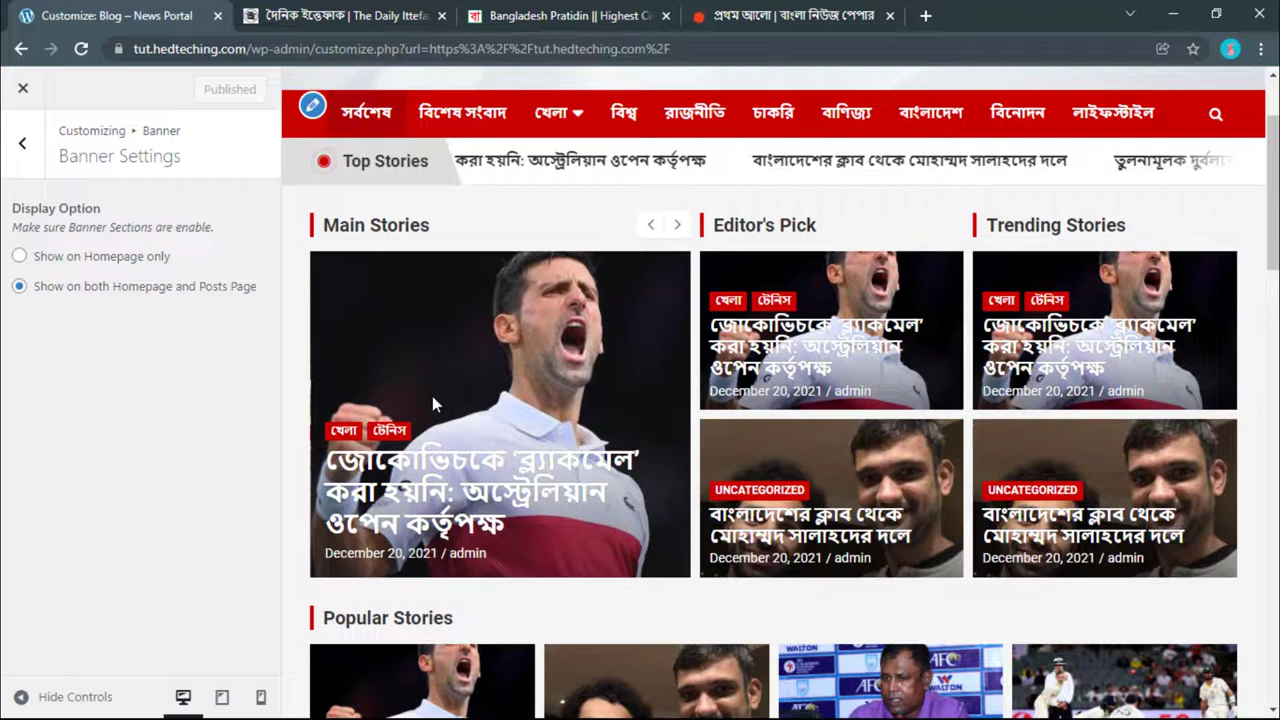 Customize: Blog – News Portal
দৈনিক ইত্তেফাক | The Daily Ittefa
Bangladesh Pratidin || Highest Ci
প্রথম আলো | বাংলা নিউজ পেপার
tut.hedteching.com/wp-admin/customize.php?url=https%3A%2F%2Ftut.hedteching.com%2F
Published
Customizing ▸ Banner
Banner Settings
Display Option
Make sure Banner Sections are enable.
Show on Homepage only
Show on both Homepage and Posts Page
Hide Controls
সর্বশেষ বিশেষ সংবাদ খেলা বিশ্ব রাজনীতি চাকরি বাণিজ্য বাংলাদেশ বিনোদন লাইফস্টাইল
Top Stories করা হয়নি: অস্ট্রেলিয়ান ওপেন কর্তৃপক্ষ বাংলাদেশের ক্লাব থেকে মোহাম্মদ সালাহদের দলে তুলনামূলক
Main Stories
খেলা টেনিস
জোকোভিচকে ‘ব্ল্যাকমেল’
করা হয়নি: অস্ট্রেলিয়ান
ওপেন কর্তৃপক্ষ
December 20, 2021 / admin
Editor's Pick
খেলা টেনিস
জোকোভিচকে ‘ব্ল্যাকমেল’
করা হয়নি: অস্ট্রেলিয়ান
ওপেন কর্তৃপক্ষ
December 20, 2021 / admin
UNCATEGORIZED
বাংলাদেশের ক্লাব থেকে
মোহাম্মদ সালাহদের দলে
December 20, 2021 / admin
Trending Stories
খেলা টেনিস
জোকোভিচকে ‘ব্ল্যাকমেল’
করা হয়নি: অস্ট্রেলিয়ান
ওপেন কর্তৃপক্ষ
December 20, 2021 / admin
UNCATEGORIZED
বাংলাদেশের ক্লাব থেকে
মোহাম্মদ সালাহদের দলে
December 20, 2021 / admin
Popular Stories
WALTON
AFC
AFC
WALTON